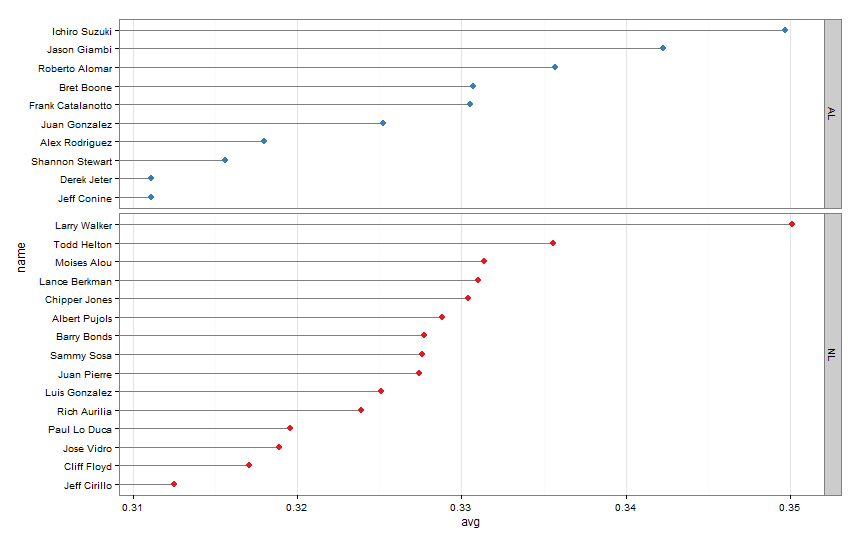 Ichiro Suzuki
Jason Giambi
Roberto Alomar
Bret Boone
Frank Catalanotto
Juan Gonzalez
Alex Rodriguez
Shannon Stewart
Derek Jeter
Jeff Conine
AL
Larry Walker
Todd Helton
Moises Alou
Lance Berkman
Chipper Jones
Albert Pujols
Barry Bonds
Sammy Sosa
Juan Pierre
Luis Gonzalez
Rich Aurilia
Paul Lo Duca
Jose Vidro
Cliff Floyd
Jeff Cirillo
NL
name
0.31 0.32 0.33 0.34 0.35
avg